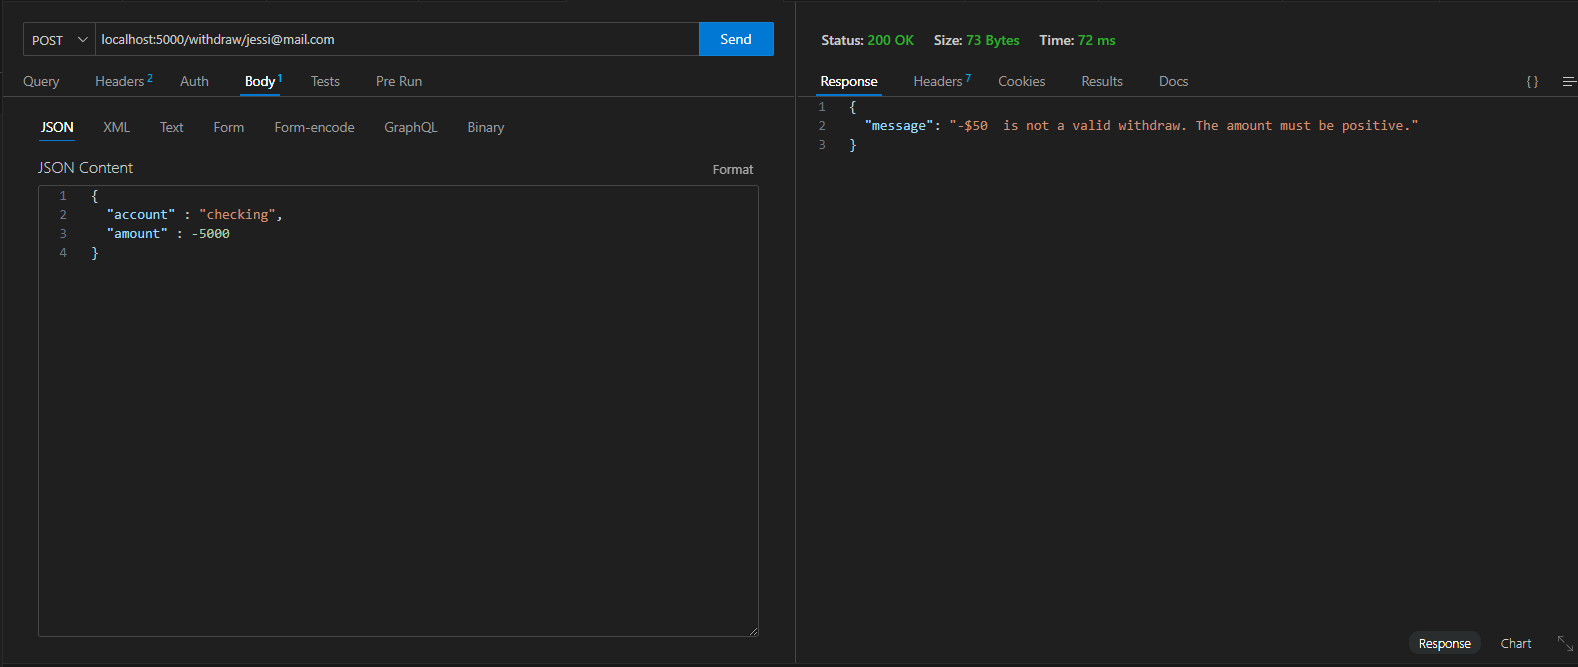 POST localhost:5000/withdraw/jessi@mail.com Send
Query Headers 2 Auth Body 1 Tests Pre Run
JSON XML Text Form Form-encode GraphQL Binary
JSON Content Format
1 {
2 "account" : "checking",
3 "amount" : -5000
4 }
Status: 200 OK Size: 73 Bytes Time: 72 ms
Response Headers 7 Cookies Results Docs { }
1 {
2 "message": "-$50  is not a valid withdraw. The amount must be positive."
3 }
Response Chart